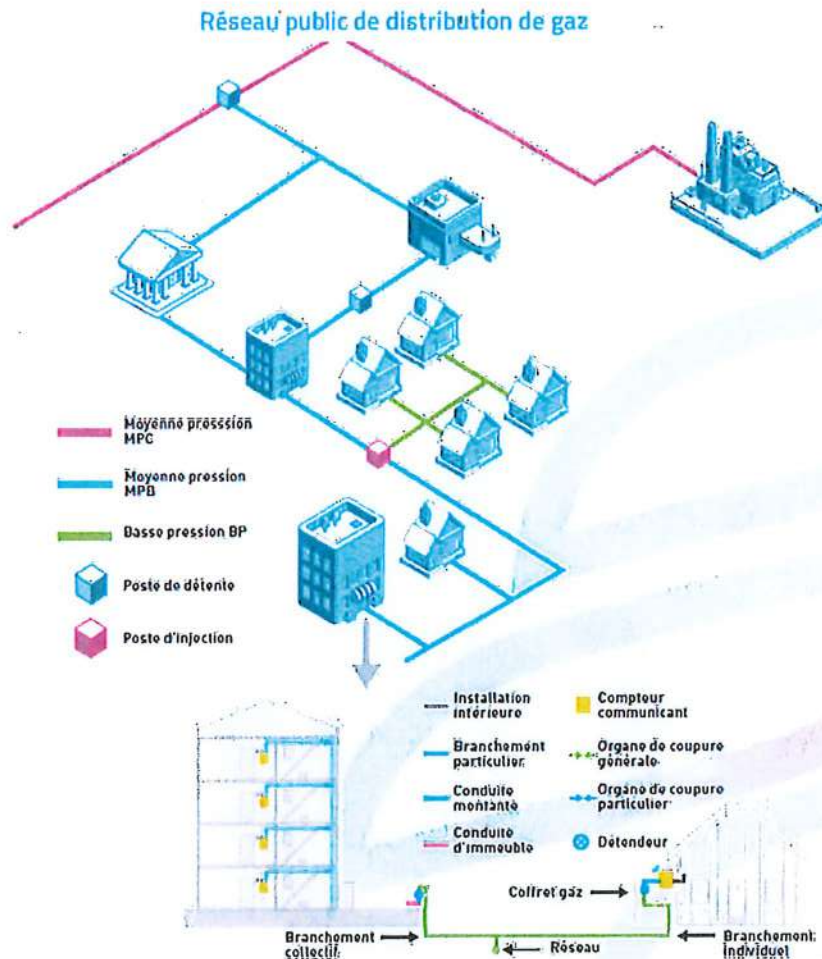 Réseau public de distribution de gaz
Moyenne presssion
MPC
Moyenne pression
MPB
Basse pression BP
Poste de détente
Poste d'injection
Installation
intérieure
Compteur
communicant
Branchement
particulier
Organe de coupure
générale
Conduite
montante
Organe de coupure
particulier
Conduite
d'immeuble
Détendeur
Coffret gaz
Branchement
collectif
Réseau
Branchement
individuel